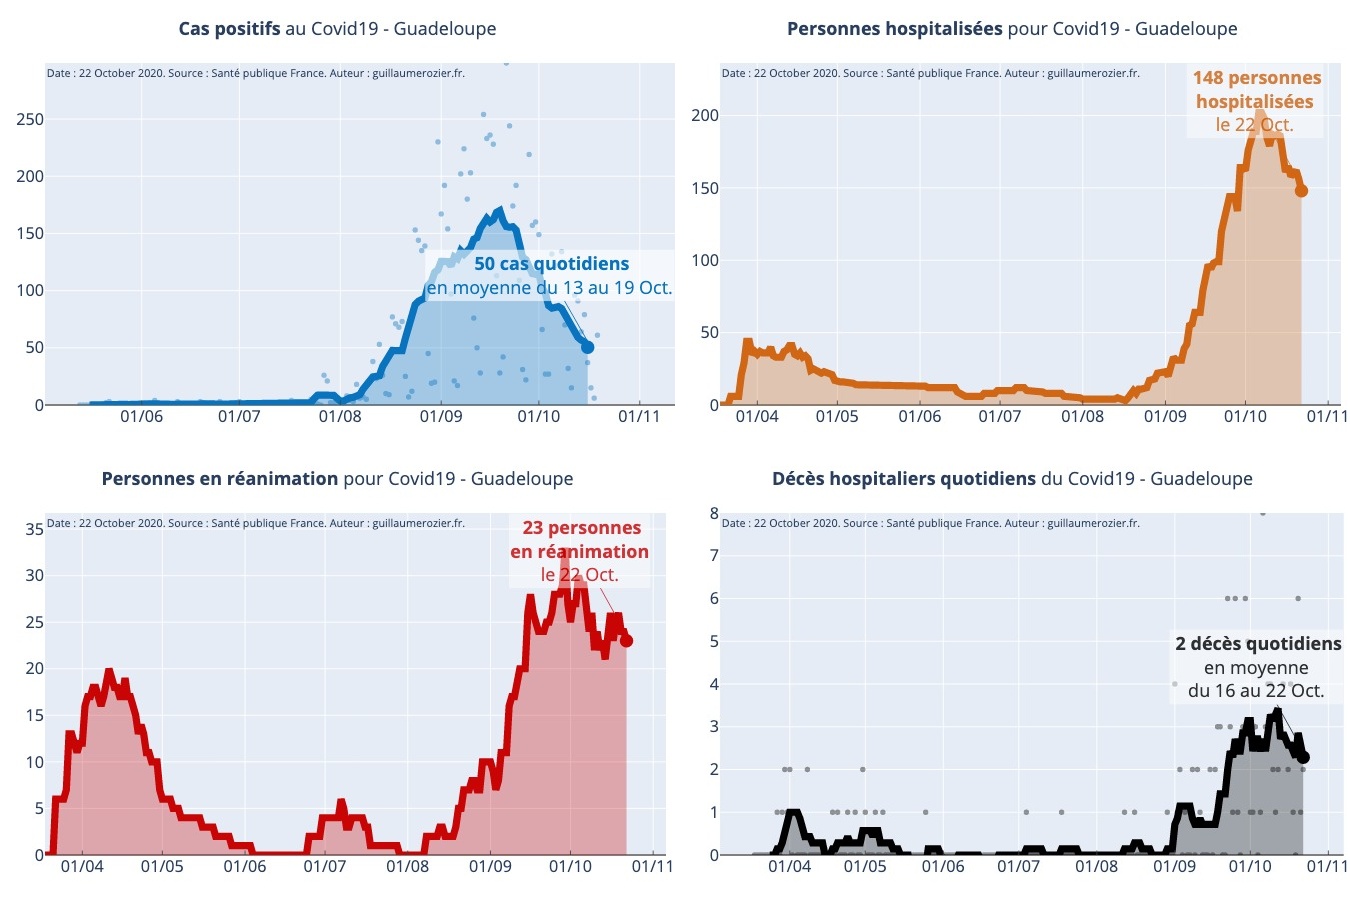 Cas positifs au Covid19 - Guadeloupe
Date : 22 October 2020. Source : Santé publique France. Auteur : guillaumerozier.fr.
250
200
150
100
50
0
50 cas quotidiens
en moyenne du 13 au 19 Oct.
01/06 01/07 01/08 01/09 01/10 01/11
Personnes hospitalisées pour Covid19 - Guadeloupe
Date : 22 October 2020. Source : Santé publique France. Auteur : guillaumerozier.fr.
148 personnes
hospitalisées
le 22 Oct.
200
150
100
50
0
01/04 01/05 01/06 01/07 01/08 01/09 01/10 01/11
Personnes en réanimation pour Covid19 - Guadeloupe
Date : 22 October 2020. Source : Santé publique France. Auteur : guillaumerozier.fr.
23 personnes
en réanimation
le 22 Oct.
35
30
25
20
15
10
5
0
01/04 01/05 01/06 01/07 01/08 01/09 01/10 01/11
Décès hospitaliers quotidiens du Covid19 - Guadeloupe
Date : 22 October 2020. Source : Santé publique France. Auteur : guillaumerozier.fr.
8
7
6
5
4
3
2
1
0
2 décès quotidiens
en moyenne
du 16 au 22 Oct.
01/04 01/05 01/06 01/07 01/08 01/09 01/10 01/11